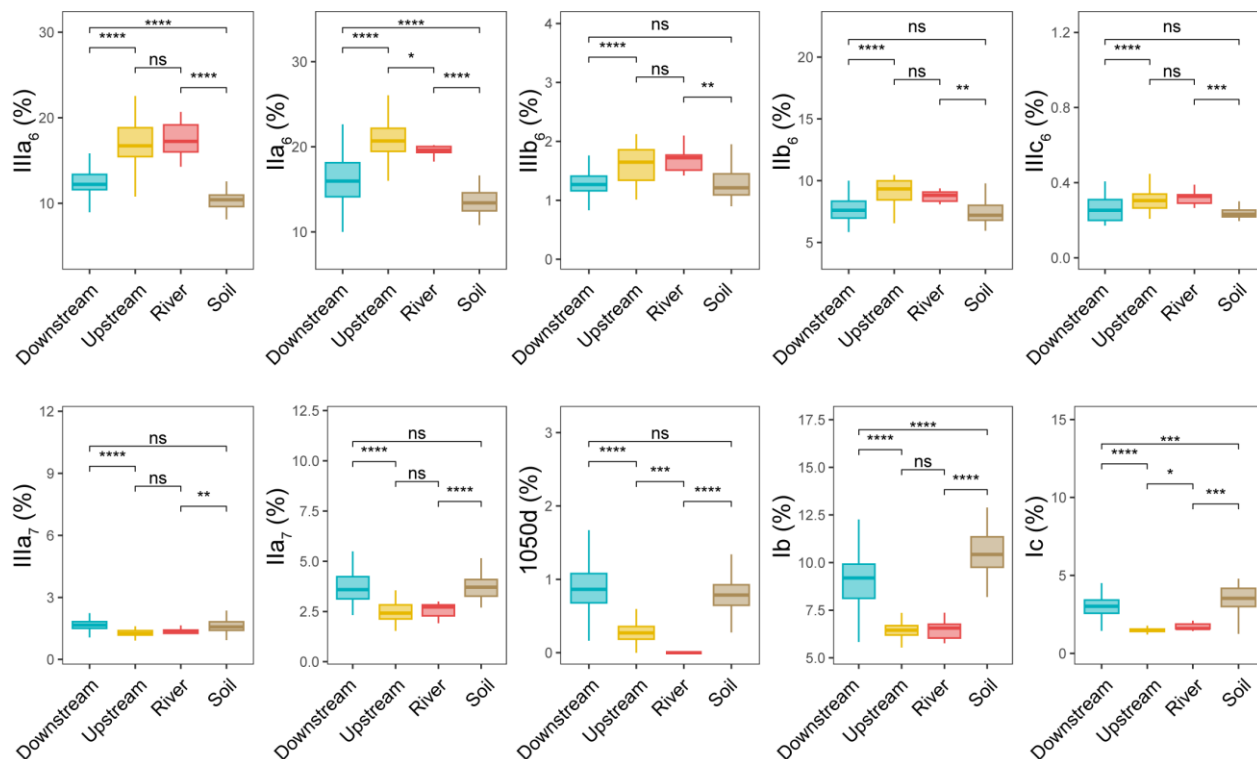 IIIa6 (%)
30
20
10
****
****
ns
****
Downstream
Upstream
River
Soil
IIa6 (%)
30
20
10
****
****
*
****
Downstream
Upstream
River
Soil
IIIb6 (%)
4
3
2
1
0
ns
****
ns
**
Downstream
Upstream
River
Soil
IIb6 (%)
20
15
10
5
ns
****
ns
**
Downstream
Upstream
River
Soil
IIIc6 (%)
1.2
0.9
0.6
0.3
0.0
ns
****
ns
***
Downstream
Upstream
River
Soil
IIIa7 (%)
12
9
6
3
0
ns
****
ns
**
Downstream
Upstream
River
Soil
IIa7 (%)
12.5
10.0
7.5
5.0
2.5
0.0
ns
****
ns
****
Downstream
Upstream
River
Soil
1050d (%)
3
2
1
0
ns
****
***
****
Downstream
Upstream
River
Soil
Ib (%)
17.5
15.0
12.5
10.0
7.5
5.0
****
****
ns
****
Downstream
Upstream
River
Soil
Ic (%)
15
10
5
0
***
****
*
***
Downstream
Upstream
River
Soil